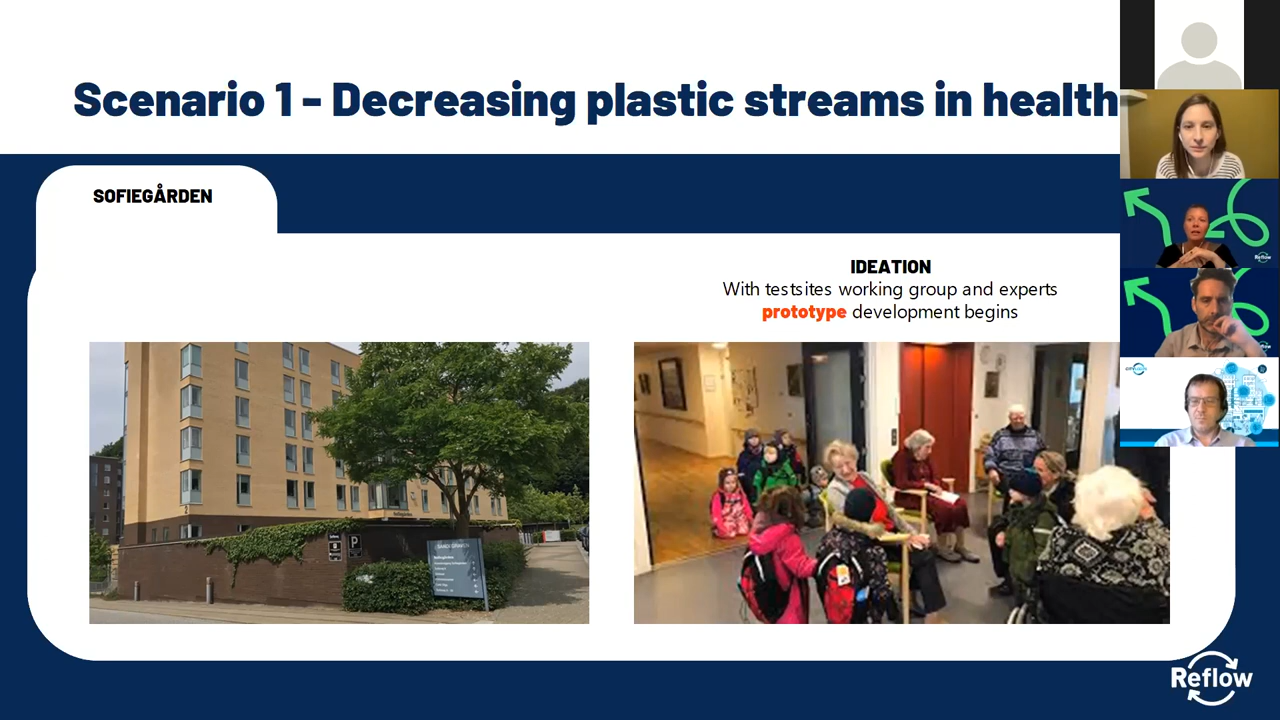 Scenario 1 - Decreasing plastic streams in health
SOFIEGÅRDEN
IDEATION
With testsites working group and experts
prototype development begins
P
Reflow
Reflow